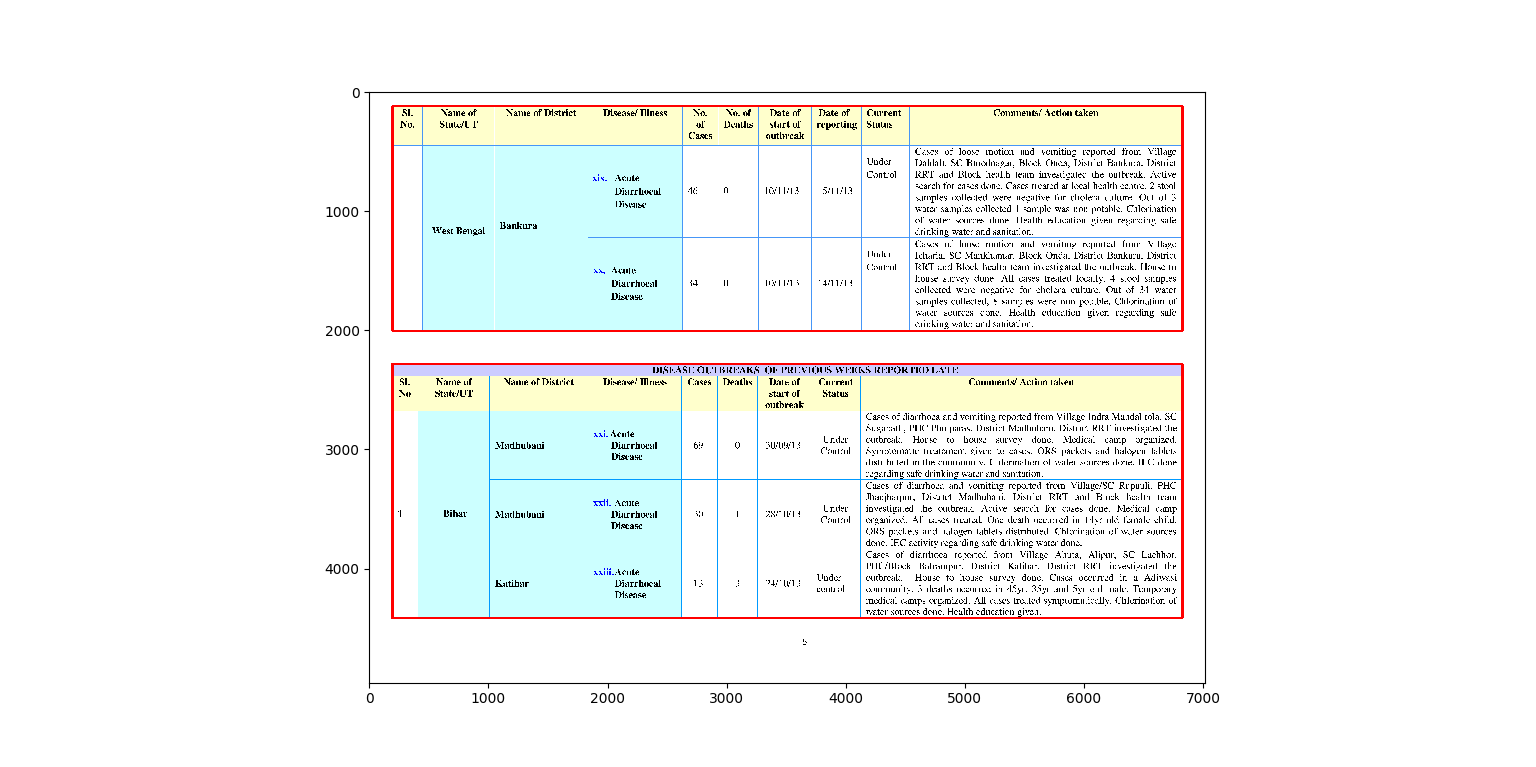 0
1000
2000
3000
4000
Sl. No. Name of State/UT Name of District Disease/ Illness No. of Cases No. of Deaths Date of start of outbreak Date of reporting Current Status Comments/ Action taken
West Bengal Bankura
xix. Acute Diarrhoeal Disease 46 0 10/11/13 Under Control
Cases of loose motion and vomiting reported from Village
SC Binodnagar, Block Onda, District Bankura. District
RRT and Block health team investigated the outbreak. Active
search for cases done. Cases treated at local health centre. 2 stool
samples collected were negative for cholera culture. Out of 3
water samples collected 1 sample was non potable. Chlorination
of water sources done. Health education given regarding safe
drinking water and sanitation.
xx. Acute Diarrhoeal Disease 34 0 10/11/13 14/11/13 Under Control
Cases of loose motion and vomiting reported from Village
Icharia, SC Mankhamar, Block Onda, District Bankura. District
RRT and Block health team investigated the outbreak. House to
house survey done. All cases treated locally. 4 stool samples
collected were negative for cholera culture. Out of 34 water
samples collected, 8 samples were non potable. Chlorination of
water sources done. Health education given regarding safe
drinking water and sanitation.
DISEASE OUTBREAKS OF PREVIOUS WEEKS REPORTED LATE
Sl. No Name of State/UT Name of District Disease/ Illness Cases Deaths Date of start of outbreak Current Status Comments/ Action taken
1 Bihar
Madhubani xxi. Acute Diarrhoeal Disease 69 0 30/09/13 Under Control
Cases of diarrhoea and vomiting reported from Village Indra Mandal tola, SC
PHC Phulparas, District Madhubani. District RRT investigated the
outbreak. House to house survey done. Medical camp organized.
Symptomatic treatment given to cases. ORS packets and halogen tablets
distributed in the community. Chlorination of water sources done. IEC done
regarding safe drinking water and sanitation.
Madhubani xxii. Acute Diarrhoeal Disease 30 1 28/10/13 Under Control
Cases of diarrhoea and vomiting reported from Village/SC Rupauli, PHC
Jhanjharpur, District Madhubani. District RRT and Block health team
investigated the outbreak. Active search for cases done. Medical camp
organized. All cases treated. One death occurred in old female child.
ORS packets and halogen tablets distributed. Chlorination of water sources
done. IEC activity regarding safe drinking water done.
Katihar xxiii. Acute Diarrhoeal Disease 13 3 24/10/13 Under control
Cases of diarrhoea reported from Village Alipur, SC
PHC/Block Balrampur, District Katihar. District RRT investigated the
outbreak. House to house survey done. Cases occurred in a Adiwasi
community. 3 deaths occurred in 45yr, 35yr and 5yr old male. Temporary
medical camps organized. All cases treated symptomatically. Chlorination of
water sources done. Health education given.
5
0 1000 2000 3000 4000 5000 6000 7000